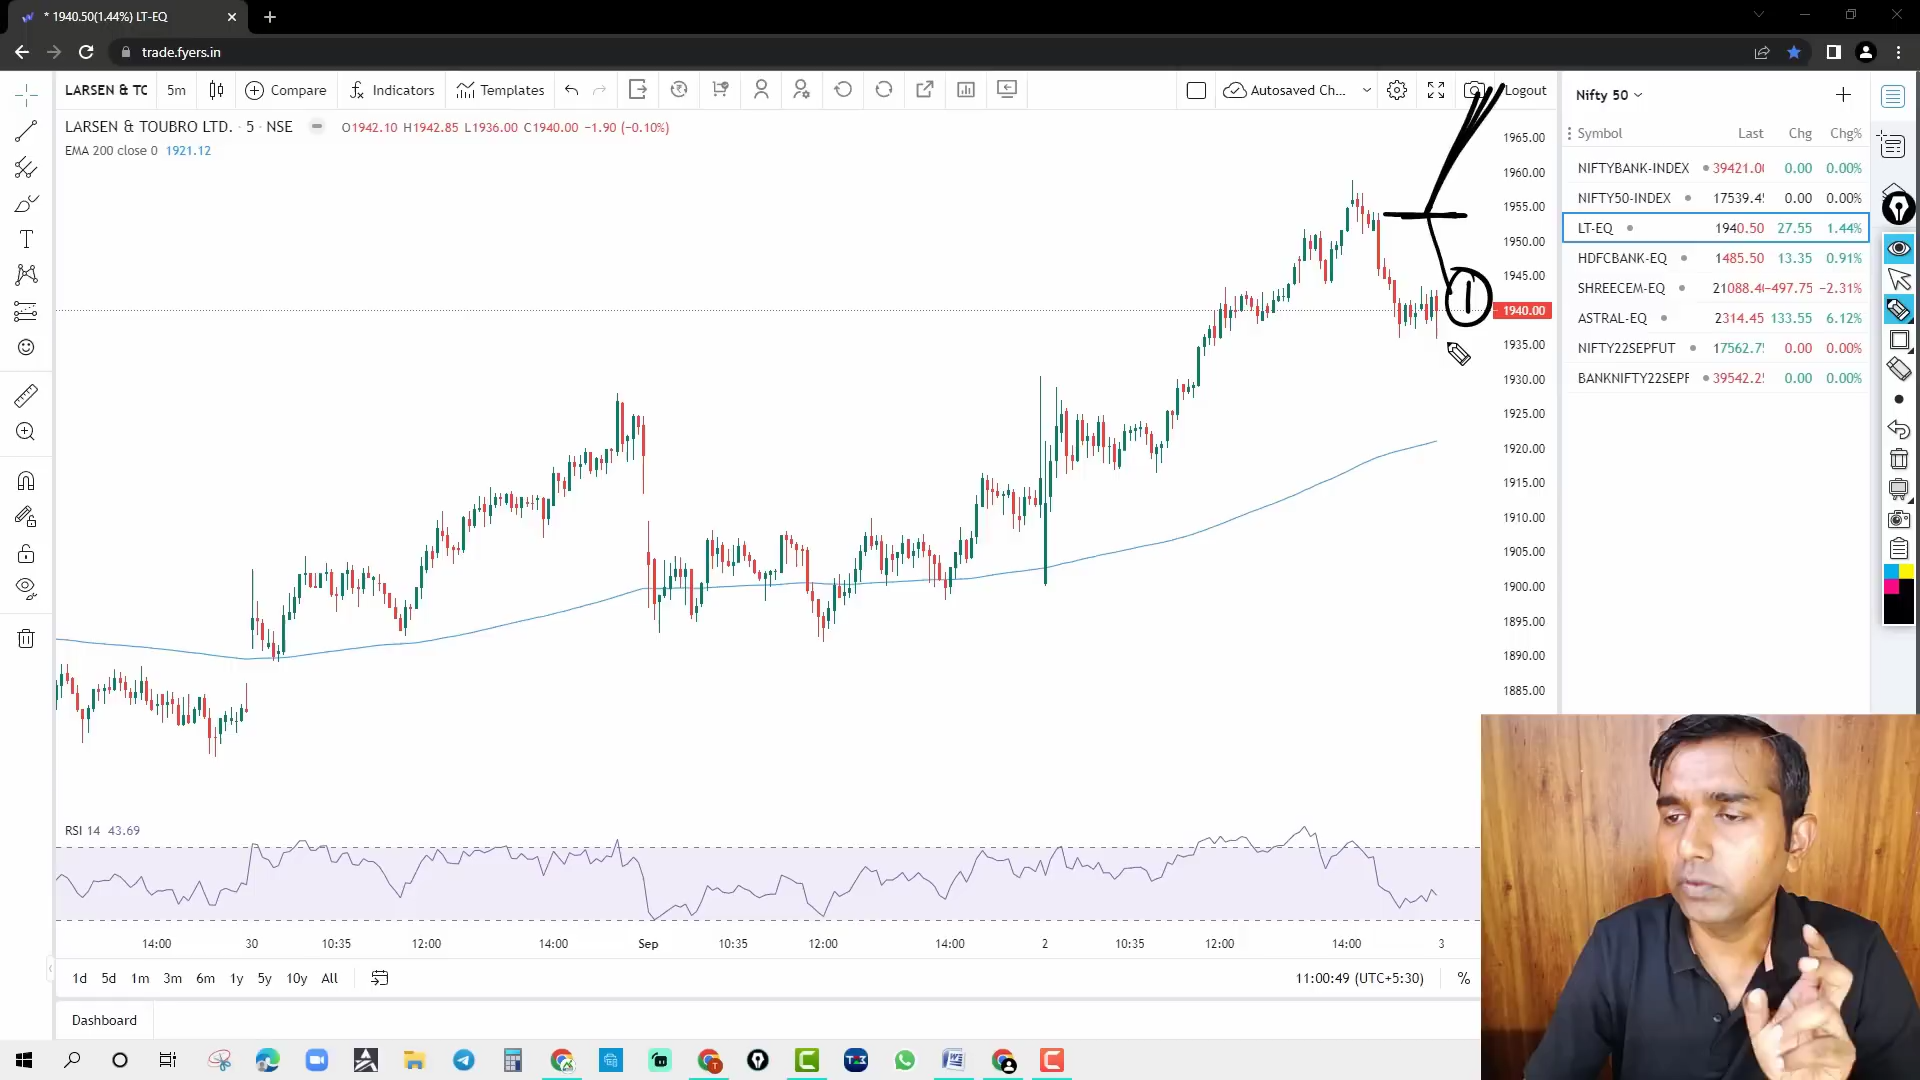 * 1940.50(1.44%) LT-EQ
trade.fyers.in
LARSEN & TC 5m Compare Indicators Templates Autosaved Ch... Logout
LARSEN & TOUBRO LTD. · 5 · NSE O1942.10 H1942.85 L1936.00 C1940.00 −1.90 (−0.10%)
EMA 200 close 0 1921.12
1965.00
1960.00
1955.00
1950.00
1945.00
1940.00
1935.00
1930.00
1925.00
1920.00
1915.00
1910.00
1905.00
1900.00
1895.00
1890.00
1885.00
1
Nifty 50
Symbol Last Chg Chg%
NIFTYBANK-INDEX 39421.0 0.00 0.00%
NIFTY50-INDEX 17539.4 0.00 0.00%
LT-EQ 1940.50 27.55 1.44%
HDFCBANK-EQ 1485.50 13.35 0.91%
SHREECEM-EQ 21088.4 −497.75 −2.31%
ASTRAL-EQ 2314.45 133.55 6.12%
NIFTY22SEPFUT 17562.7 0.00 0.00%
BANKNIFTY22SEPF 39542.2 0.00 0.00%
RSI 14 43.69
14:00 30 10:35 12:00 14:00 Sep 10:35 12:00 14:00 2 10:35 12:00 14:00 3
1d 5d 1m 3m 6m 1y 5y 10y All 11:00:49 (UTC+5:30) %
Dashboard